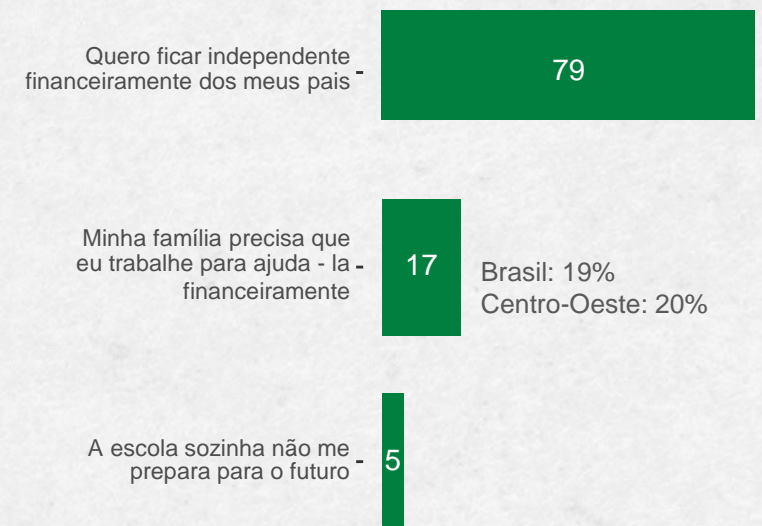 Quero ficar independente
financeiramente dos meus pais -
79
Minha família precisa que
eu trabalhe para ajuda - la -
financeiramente
17
Brasil: 19%
Centro-Oeste: 20%
A escola sozinha não me
prepara para o futuro -
5